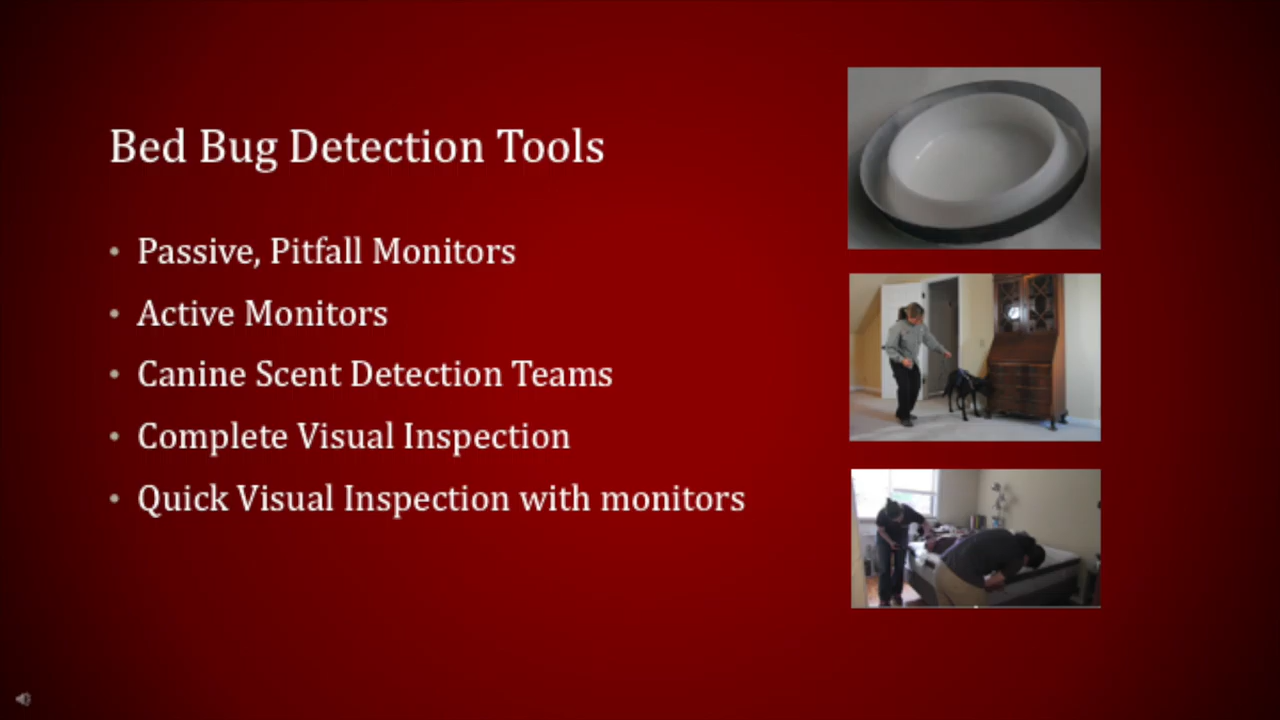 Bed Bug Detection Tools
• Passive, Pitfall Monitors
• Active Monitors
• Canine Scent Detection Teams
• Complete Visual Inspection
• Quick Visual Inspection with monitors